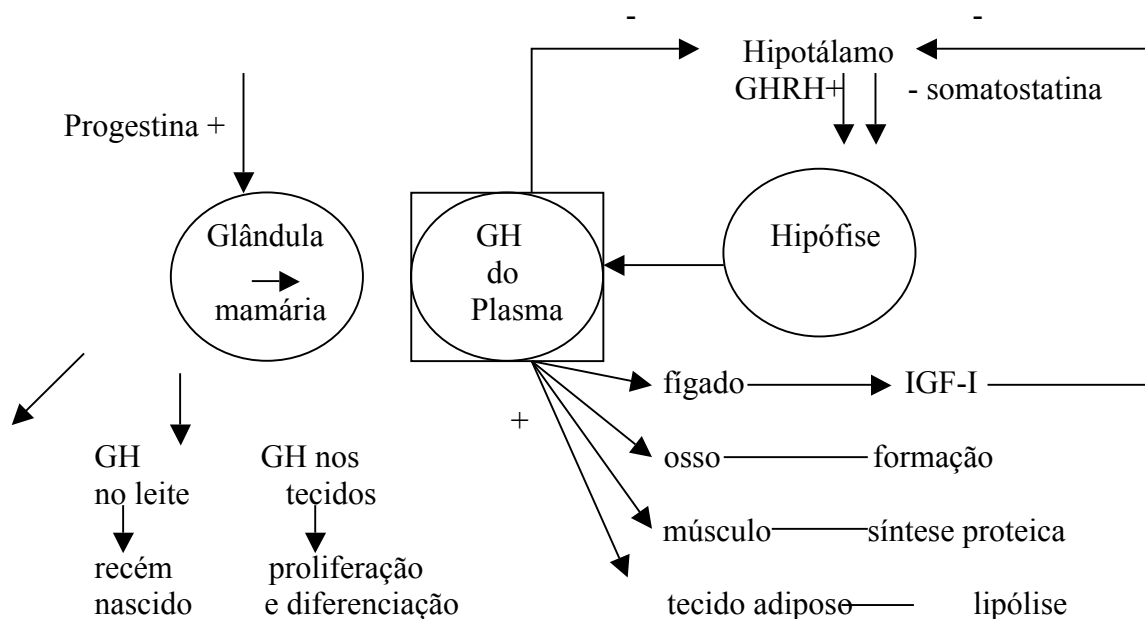 - -
Hipotálamo
GHRH+ - somatostatina
Progestina +
Glândula
mamária
GH
do
Plasma
Hipófise
fígado IGF-I
+
osso formação
músculo síntese proteica
tecido adiposo lipólise
GH
no leite
GH nos
tecidos
recém
nascido
proliferação
e diferenciação